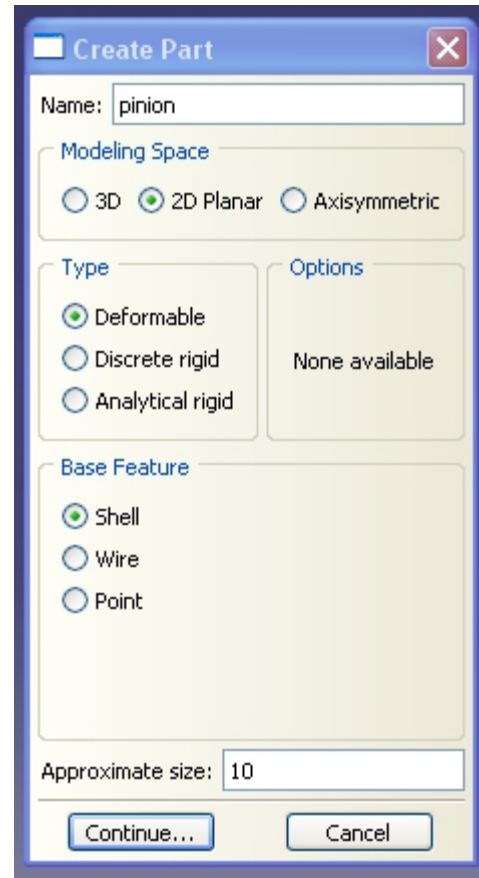 Create Part
Name: pinion
Modeling Space
3D 2D Planar Axisymmetric
Type
Deformable
Discrete rigid
Analytical rigid
Options
None available
Base Feature
Shell
Wire
Point
Approximate size: 10
Continue... Cancel